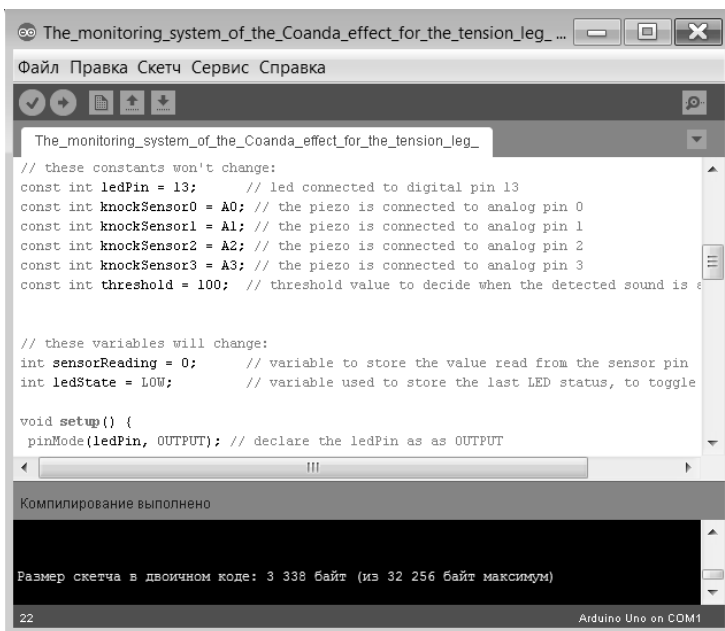 The_monitoring_system_of_the_Coanda_effect_for_the_tension_leg_ ...
Файл Правка Скетч Сервис Справка
The_monitoring_system_of_the_Coanda_effect_for_the_tension_leg_
// these constants won't change:
const int ledPin = 13; // led connected to digital pin 13
const int knockSensor0 = A0; // the piezo is connected to analog pin 0
const int knockSensor1 = A1; // the piezo is connected to analog pin 1
const int knockSensor2 = A2; // the piezo is connected to analog pin 2
const int knockSensor3 = A3; // the piezo is connected to analog pin 3
const int threshold = 100; // threshold value to decide when the detected sound is
// these variables will change:
int sensorReading = 0; // variable to store the value read from the sensor pin
int ledState = LOW; // variable used to store the last LED status, to toggle
void setup() {
pinMode(ledPin, OUTPUT); // declare the ledPin as as OUTPUT
Компилирование выполнено
Размер скетча в двоичном коде: 3 338 байт (из 32 256 байт максимум)
22 Arduino Uno on COM1